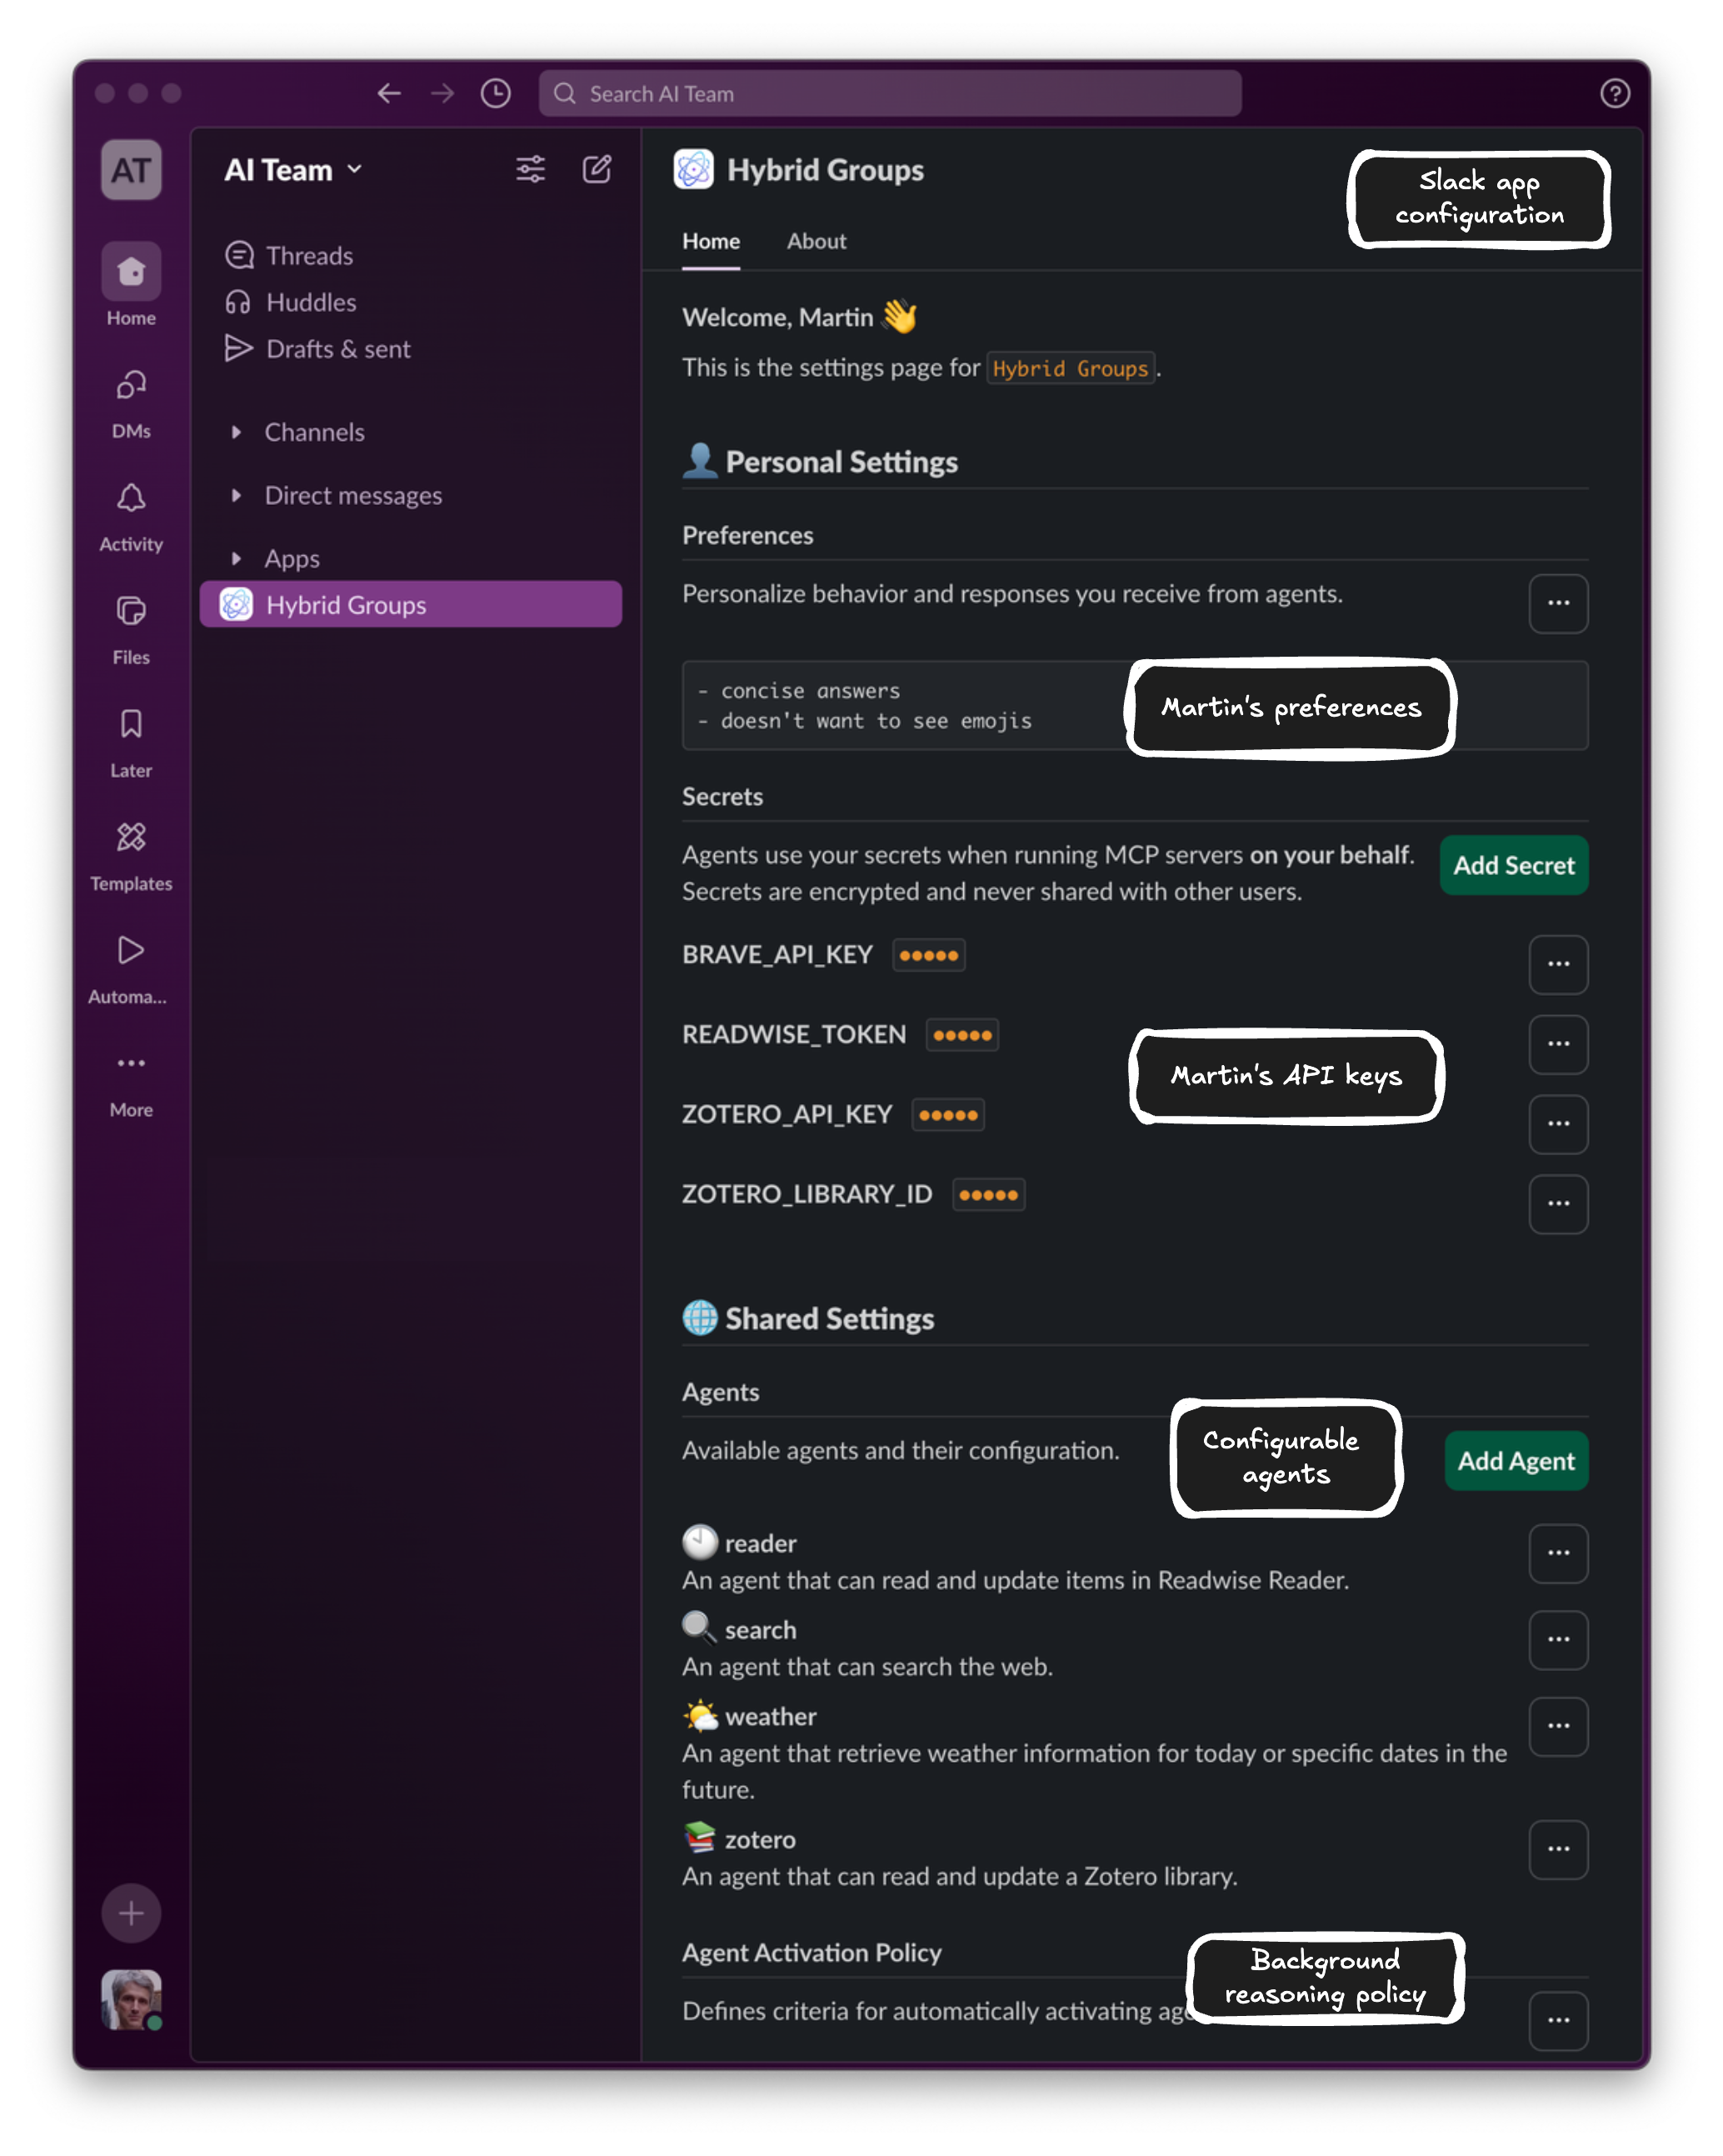 Search AI Team
AT
Home
DMs
Activity
Files
Later
Templates
Automa...
More
AI Team
Threads
Huddles
Drafts & sent
Channels
Direct messages
Apps
Hybrid Groups
Hybrid Groups
Slack app
configuration
Home About
Welcome, Martin
This is the settings page for Hybrid Groups.
Personal Settings
Preferences
Personalize behavior and responses you receive from agents.
- concise answers
- doesn't want to see emojis
Martin's preferences
Secrets
Agents use your secrets when running MCP servers on your behalf.
Secrets are encrypted and never shared with other users.
Add Secret
BRAVE_API_KEY
READWISE_TOKEN
ZOTERO_API_KEY
ZOTERO_LIBRARY_ID
Martin's API keys
Shared Settings
Agents
Available agents and their configuration.
Configurable
agents
Add Agent
reader
An agent that can read and update items in Readwise Reader.
search
An agent that can search the web.
weather
An agent that retrieve weather information for today or specific dates in the
future.
zotero
An agent that can read and update a Zotero library.
Agent Activation Policy
Defines criteria for automatically activating
Background
reasoning policy